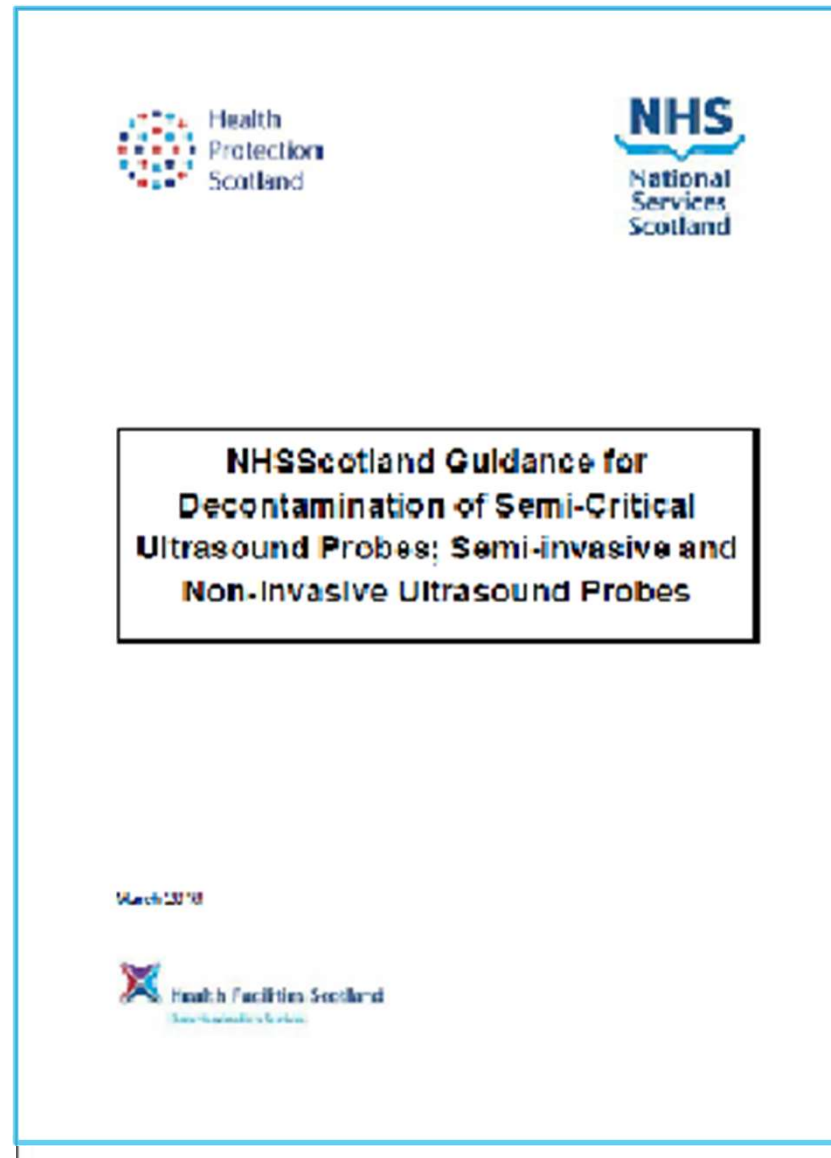 Health
Protection
Scotland
NHS
National
Services
Scotland
NHSScotland Guidance for
Decontamination of Semi-Critical
Ultrasound Probes; Semi-invasive and
Non-invasive Ultrasound Probes
March
Health Facilities Scotland